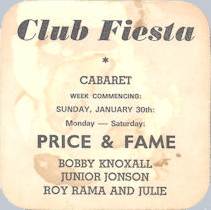 Club Fiesta
*
CABARET
WEEK COMMENCING:
SUNDAY, JANUARY 30th:
Monday — Saturday:
PRICE & FAME
BOBBY KNOXALL
JUNIOR JONSON
ROY RAMA AND JULIE